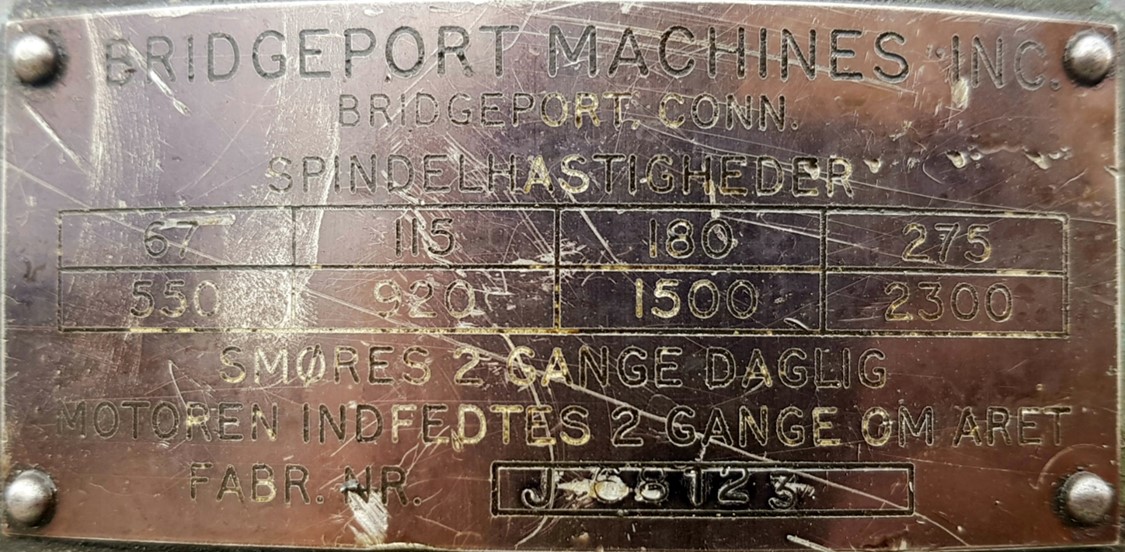 BRIDGEPORT MACHINES INC.
BRIDGEPORT, CONN.
SPINDELHASTIGHEDER
67 115 180 275
550 920 1500 2300
SMØRES 2 GANGE DAGLIG
MOTOREN INDFEDTES 2 GANGE OM ARET
FABR. NR. J-68123